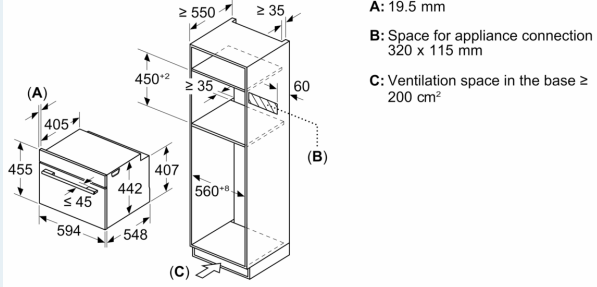 ≥ 550
≥ 35
450+2
≥ 35
60
(A)
405
455
407
442
≤ 45
594
548
560+8
(B)
(C)
A: 19.5 mm
B: Space for appliance connection
320 x 115 mm
C: Ventilation space in the base ≥
200 cm²